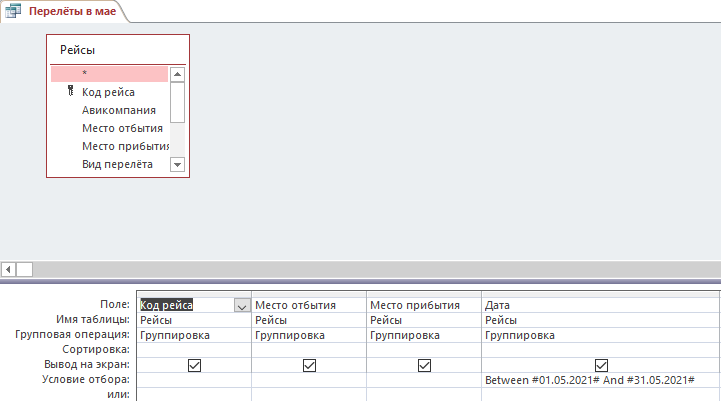 Перелёты в мае
Рейсы
*
Код рейса
Авикомпания
Место отбытия
Место прибытия
Вид перелёта
Поле: Код рейса Место отбытия Место прибытия Дата
Имя таблицы: Рейсы Рейсы Рейсы Рейсы
Групповая операция: Группировка Группировка Группировка Группировка
Сортировка:
Вывод на экран:
Условие отбора: Between #01.05.2021# And #31.05.2021#
или: